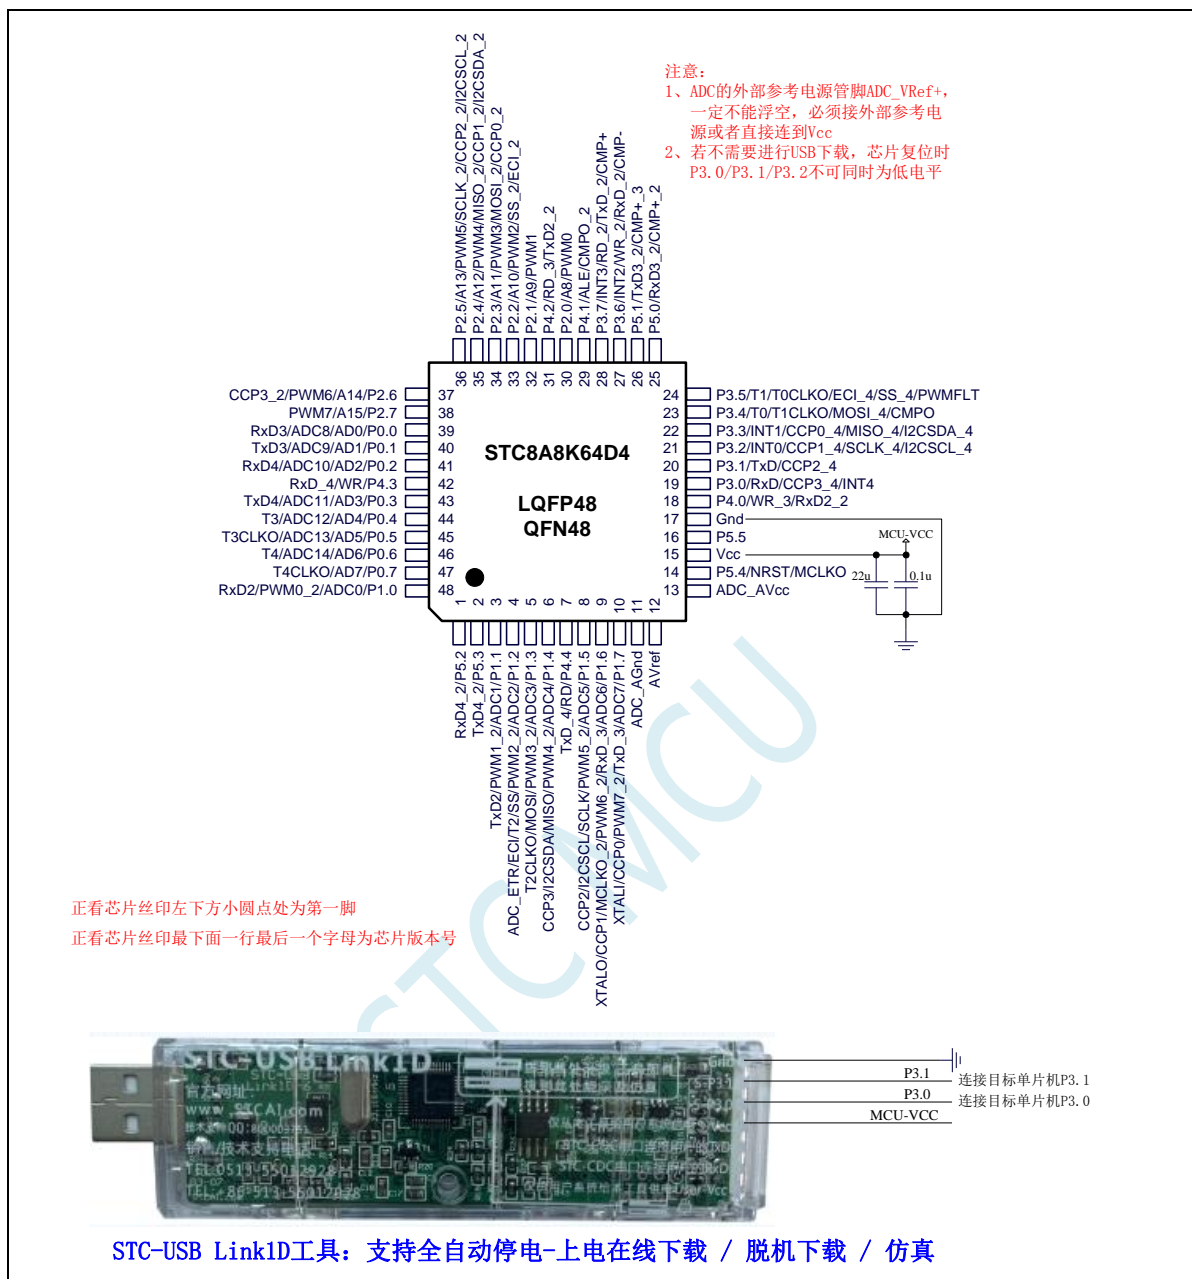 P2.5/A13/PWM5/SCLK_2/CCP2_2/I2CSCL_2
P2.4/A12/PWM4/MISO_2/CCP1_2/I2CSDA_2
P2.3/A11/PWM3/MOSI_2/CCP0_2
P2.2/A10/PWM2/SS_2/ECI_2
P2.1/A9/PWM1
P4.2/RD_3/TxD2_2
P2.0/A8/PWM0
P4.1/ALE/CMPO_2
P3.7/INT3/RD_2/TxD_2/CMP+
P3.6/INT2/WR_2/RxD_2/CMP-
P5.1/TxD3_2/CMP+_3
P5.0/RxD3_2/CMP+_2
注意：
1、ADC的外部参考电源管脚ADC_VRef+，
一定不能浮空，必须接外部参考电
源或者直接连到Vcc
2、若不需要进行USB下载，芯片复位时
P3.0/P3.1/P3.2不可同时为低电平
36 35 34 33 32 31 30 29 28 27 26 25
CCP3_2/PWM6/A14/P2.6 37
PWM7/A15/P2.7 38
RxD3/ADC8/AD0/P0.0 39
TxD3/ADC9/AD1/P0.1 40
RxD4/ADC10/AD2/P0.2 41
RxD_4/WR/P4.3 42
TxD4/ADC11/AD3/P0.3 43
T3/ADC12/AD4/P0.4 44
T3CLKO/ADC13/AD5/P0.5 45
T4/ADC14/AD6/P0.6 46
T4CLKO/AD7/P0.7 47
RxD2/PWM0_2/ADC0/P1.0 48
STC8A8K64D4
LQFP48
QFN48
24 P3.5/T1/T0CLKO/ECI_4/SS_4/PWMFLT
23 P3.4/T0/T1CLKO/MOSI_4/CMPO
22 P3.3/INT1/CCP0_4/MISO_4/I2CSDA_4
21 P3.2/INT0/CCP1_4/SCLK_4/I2CSCL_4
20 P3.1/TxD/CCP2_4
19 P3.0/RxD/CCP3_4/INT4
18 P4.0/WR_3/RxD2_2
17 Gnd
16 P5.5
15 Vcc
14 P5.4/NRST/MCLKO
13 ADC_AVcc
MCU-VCC
22u 0.1u
1 2 3 4 5 6 7 8 9 10 11 12
RxD4_2/P5.2
TxD4_2/P5.3
TxD2/PWM1_2/ADC1/P1.1
ADC_ETR/ECI/T2/SS/PWM2_2/ADC2/P1.2
T2CLKO/MOSI/PWM3_2/ADC3/P1.3
CCP3/I2CSDA/MISO/PWM4_2/ADC4/P1.4
TxD_4/RD/P4.4
CCP2/I2CSCL/SCLK/PWM5_2/ADC5/P1.5
XTALO/CCP1/MCLKO_2/PWM6_2/RxD_3/ADC6/P1.6
XTALI/CCP0/PWM7_2/TxD_3/ADC7/P1.7
ADC_AGnd
AVref
STC MCU
正看芯片丝印左下方小圆点处为第一脚
正看芯片丝印最下面一行最后一个字母为芯片版本号
STC-USB Link1D
官方网址:
www.STCAI.com
TEL:0513-55012928
Gnd
P3.1 连接目标单片机P3.1
P3.0 连接目标单片机P3.0
MCU-VCC
STC-USB Link1D工具：支持全自动停电-上电在线下载 / 脱机下载 / 仿真